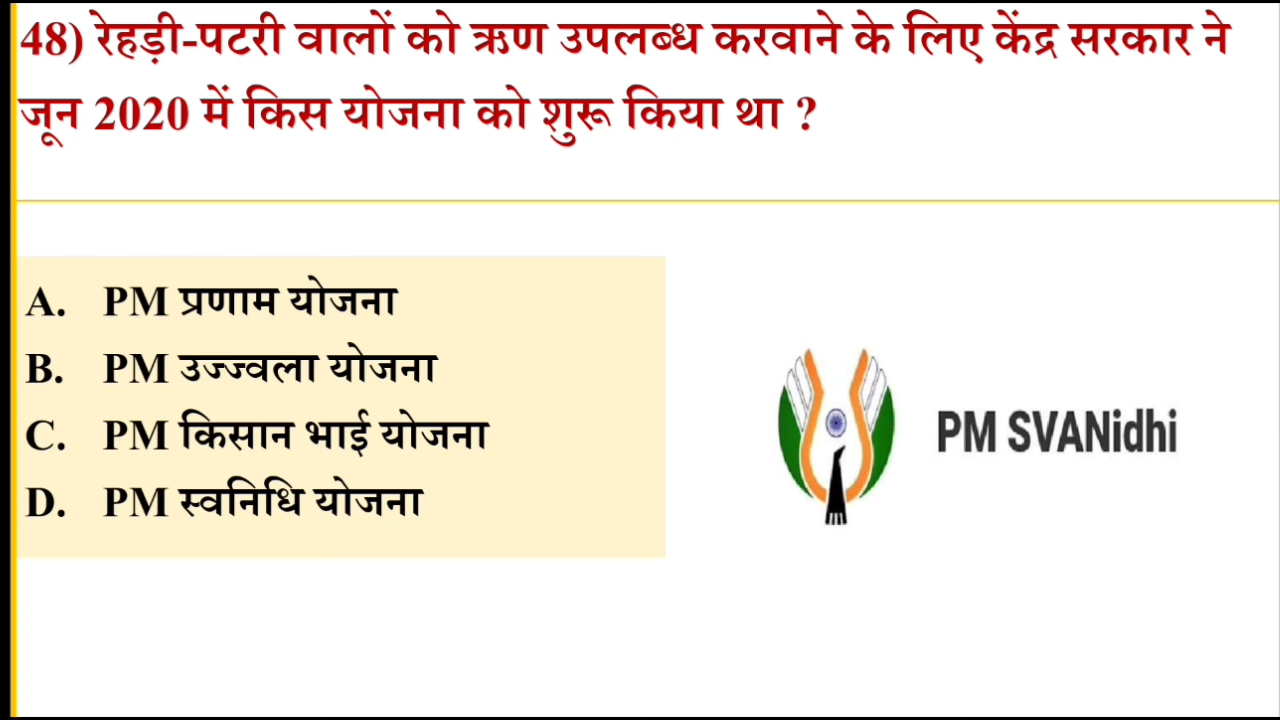 48) रेहड़ी-पटरी वालों को ऋण उपलब्ध करवाने के लिए केंद्र सरकार ने
जून 2020 में किस योजना को शुरू किया था ?
A. PM प्रणाम योजना
B. PM उज्ज्वला योजना
C. PM किसान भाई योजना
D. PM स्वनिधि योजना
PM SVANidhi